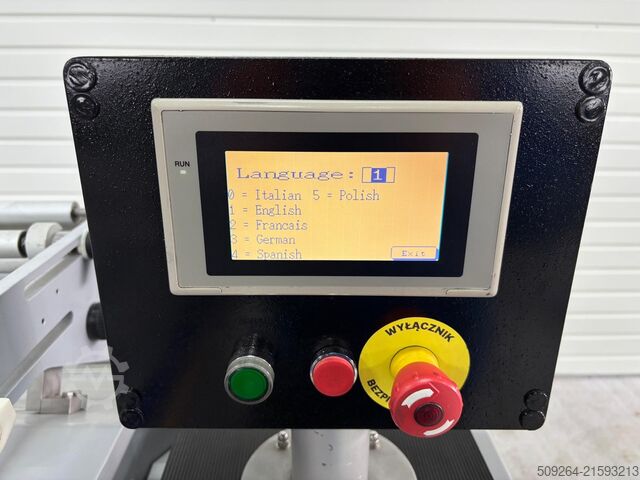 RUN
Language: 1
0 = Italian 5 = Polish
1 = English
2 = Francais
3 = German
4 = Spanish
Exit
WYŁĄCZNIK
509264-21593213